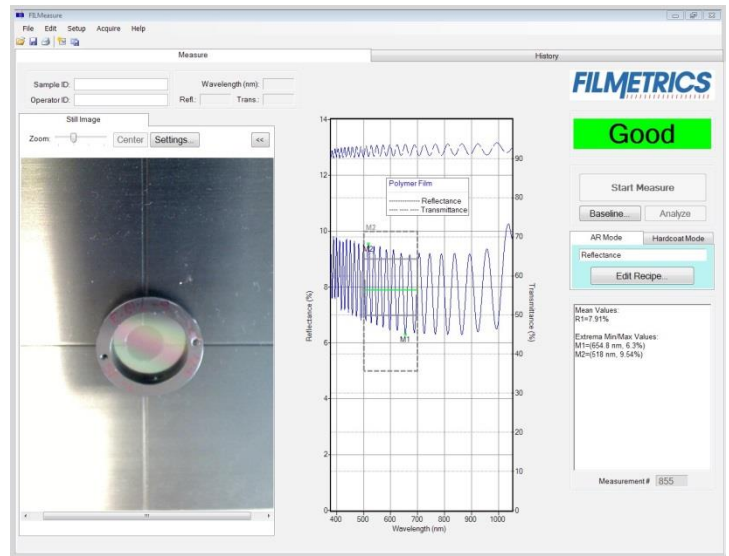 FILMeasure
File Edit Setup Acquire Help
Measure
History
Sample ID:
Operator ID:
Wavelength (nm):
Refl.: Trans.:
Still Image
Zoom: Center Settings... <<
FILMETRICS
Good
Start Measure
Baseline... Analyze
AR Mode Hardcoat Mode
Reflectance
Edit Recipe...
Mean Values:
R1=7.91%
Extrema Min/Max Values:
M1=(654.8 nm, 6.3%)
M2=(518 nm, 9.54%)
Measurement# 855
Polymer Film
Reflectance
Transmittance
M2
M2
M1
Reflectance (%)
14
12
10
8
6
4
2
0
Transmittance (%)
90
80
70
60
50
40
30
20
10
0
400 500 600 700 800 900 1000
Wavelength (nm)